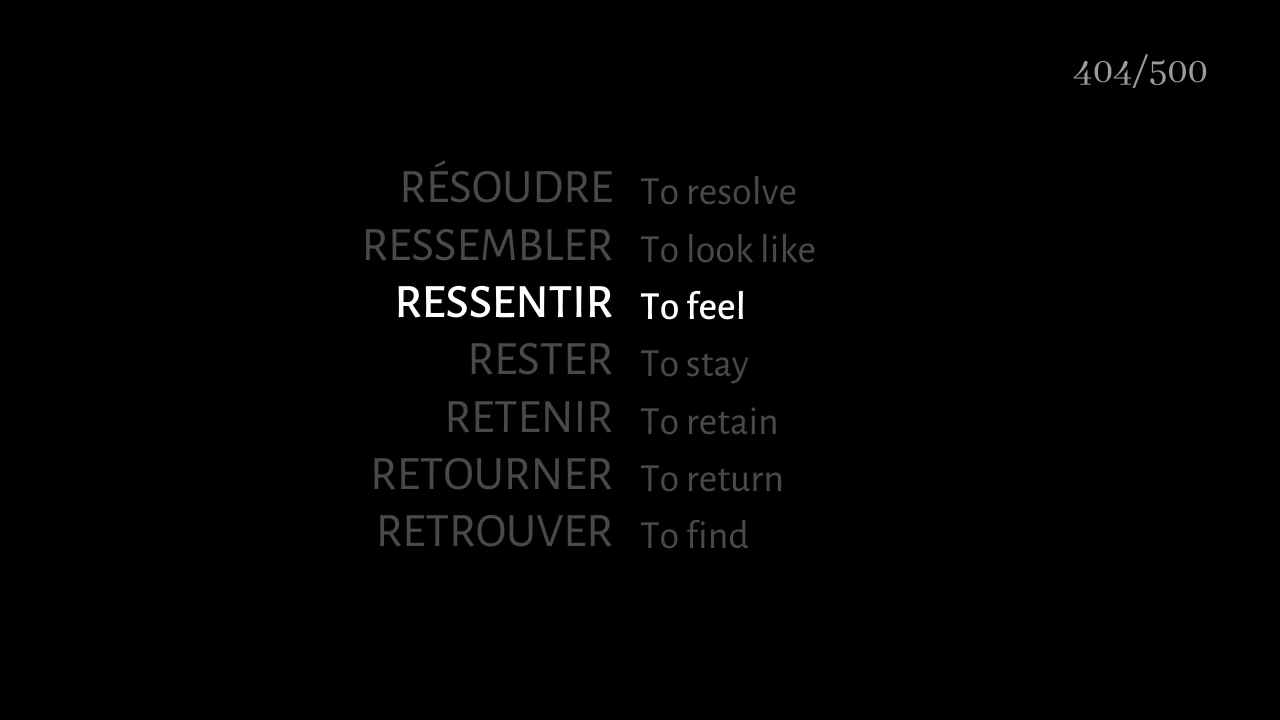 404/500
RÉSOUDRE To resolve
RESSEMBLER To look like
RESSENTIR To feel
RESTER To stay
RETENIR To retain
RETOURNER To return
RETROUVER To find